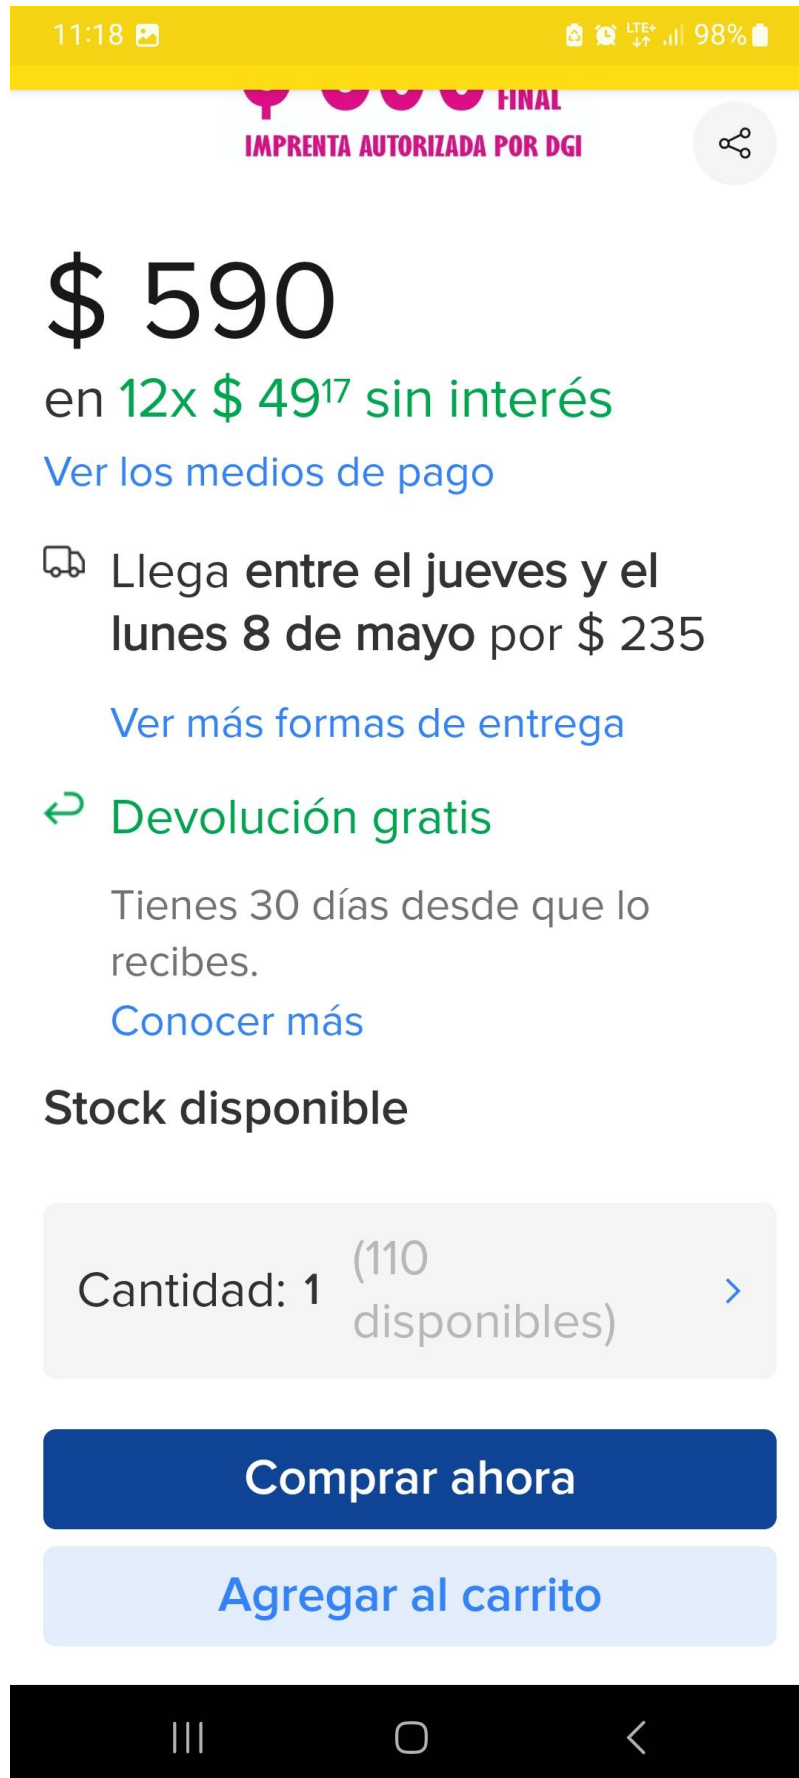 11:18
LTE+
98%
FINAL
IMPRENTA AUTORIZADA POR DGI
$ 590
en 12x $ 49¹⁷ sin interés
Ver los medios de pago
Llega entre el jueves y el
lunes 8 de mayo por $ 235
Ver más formas de entrega
Devolución gratis
Tienes 30 días desde que lo
recibes.
Conocer más
Stock disponible
Cantidad: 1 (110
disponibles)
Comprar ahora
Agregar al carrito